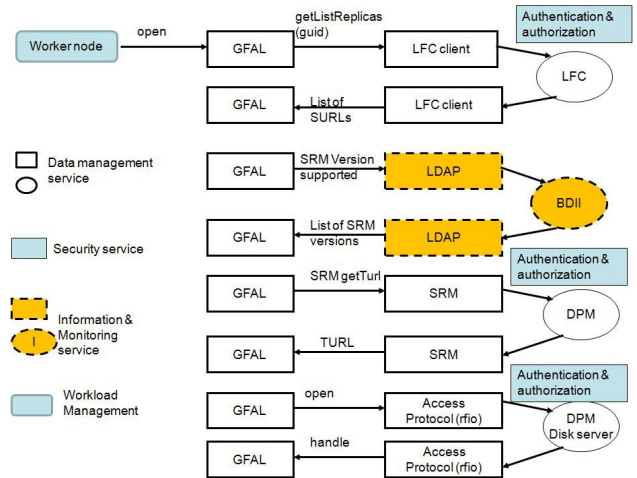 Worker node
open
GFAL
getListReplicas
(guid)
LFC client
Authentication &
authorization
LFC
GFAL
List of
SURLs
LFC client
Data management
service
GFAL
SRM Version
supported
LDAP
BDII
GFAL
List of SRM
versions
LDAP
Security service
Authentication &
authorization
GFAL
SRM getTurl
SRM
DPM
Information &
Monitoring
service
I
GFAL
TURL
SRM
Authentication &
authorization
Workload
Management
GFAL
open
Access
Protocol (rfio)
DPM
Disk server
GFAL
handle
Access
Protocol (rfio)